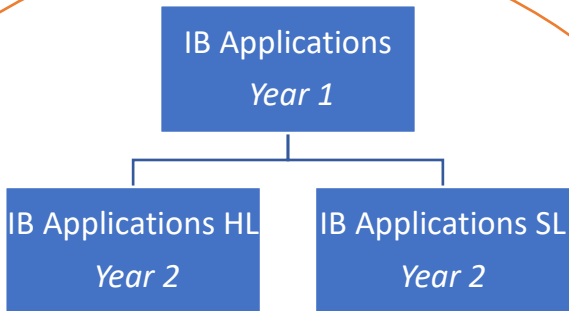 IB Applications
Year 1
IB Applications HL
Year 2
IB Applications SL
Year 2